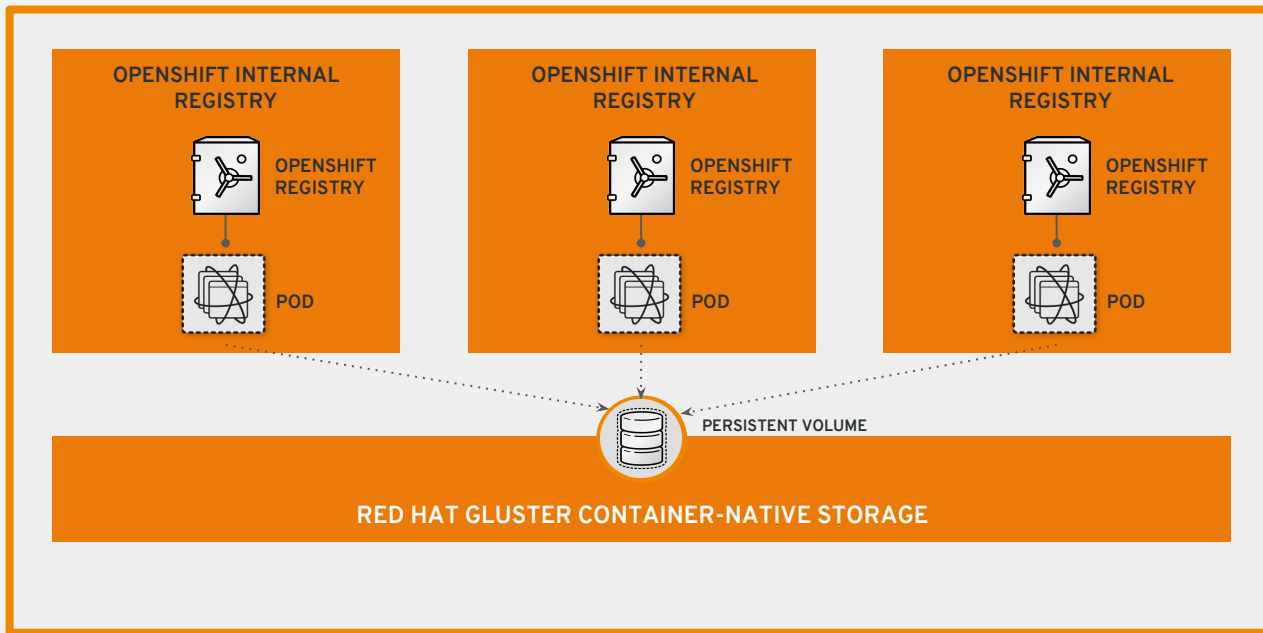 OPENSHIFT INTERNAL
REGISTRY
OPENSHIFT
REGISTRY
POD
OPENSHIFT INTERNAL
REGISTRY
OPENSHIFT
REGISTRY
POD
OPENSHIFT INTERNAL
REGISTRY
OPENSHIFT
REGISTRY
POD
PERSISTENT VOLUME
RED HAT GLUSTER CONTAINER-NATIVE STORAGE